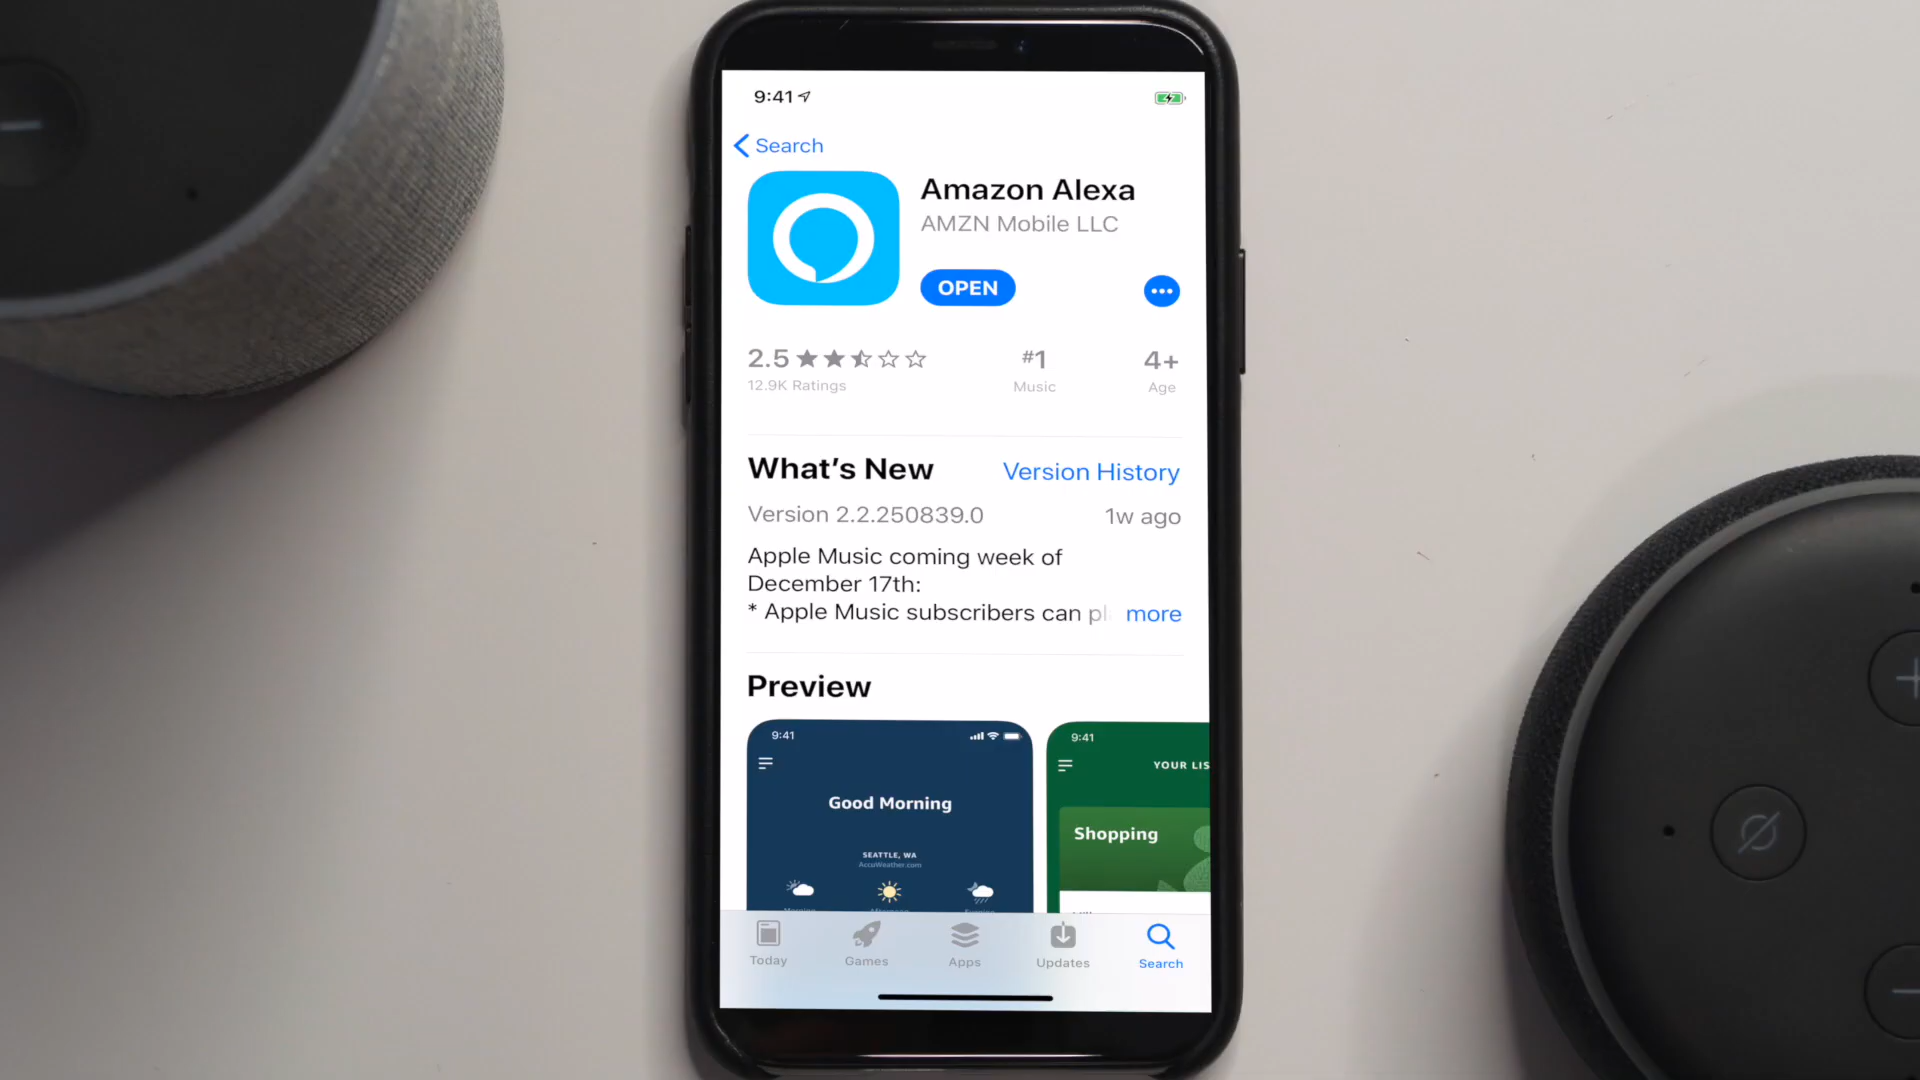 9:41
Search
Amazon Alexa
AMZN Mobile LLC
OPEN
2.5
#1
4+
12.9K Ratings
Music
Age
What's New
Version History
Version 2.2.250839.0
1w ago
Apple Music coming week of
December 17th:
* Apple Music subscribers can
more
Preview
9:41
Good Morning
SEATTLE, WA
AccuWeather.com
9:41
YOUR LIS
Shopping
Today
Games
Apps
Updates
Search